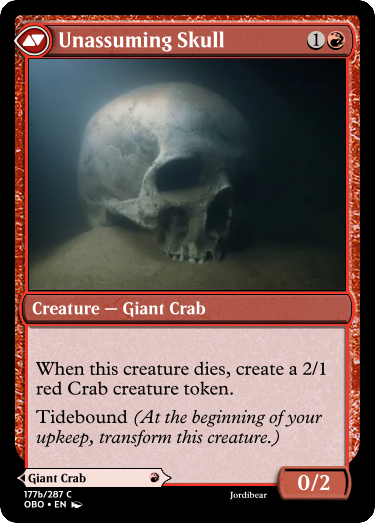 Unassuming Skull 1
Creature — Giant Crab
When this creature dies, create a 2/1
red Crab creature token.
Tidebound (At the beginning of your
upkeep, transform this creature.)
Giant Crab
0/2
177b/287 C
OBO • EN
Jordibear